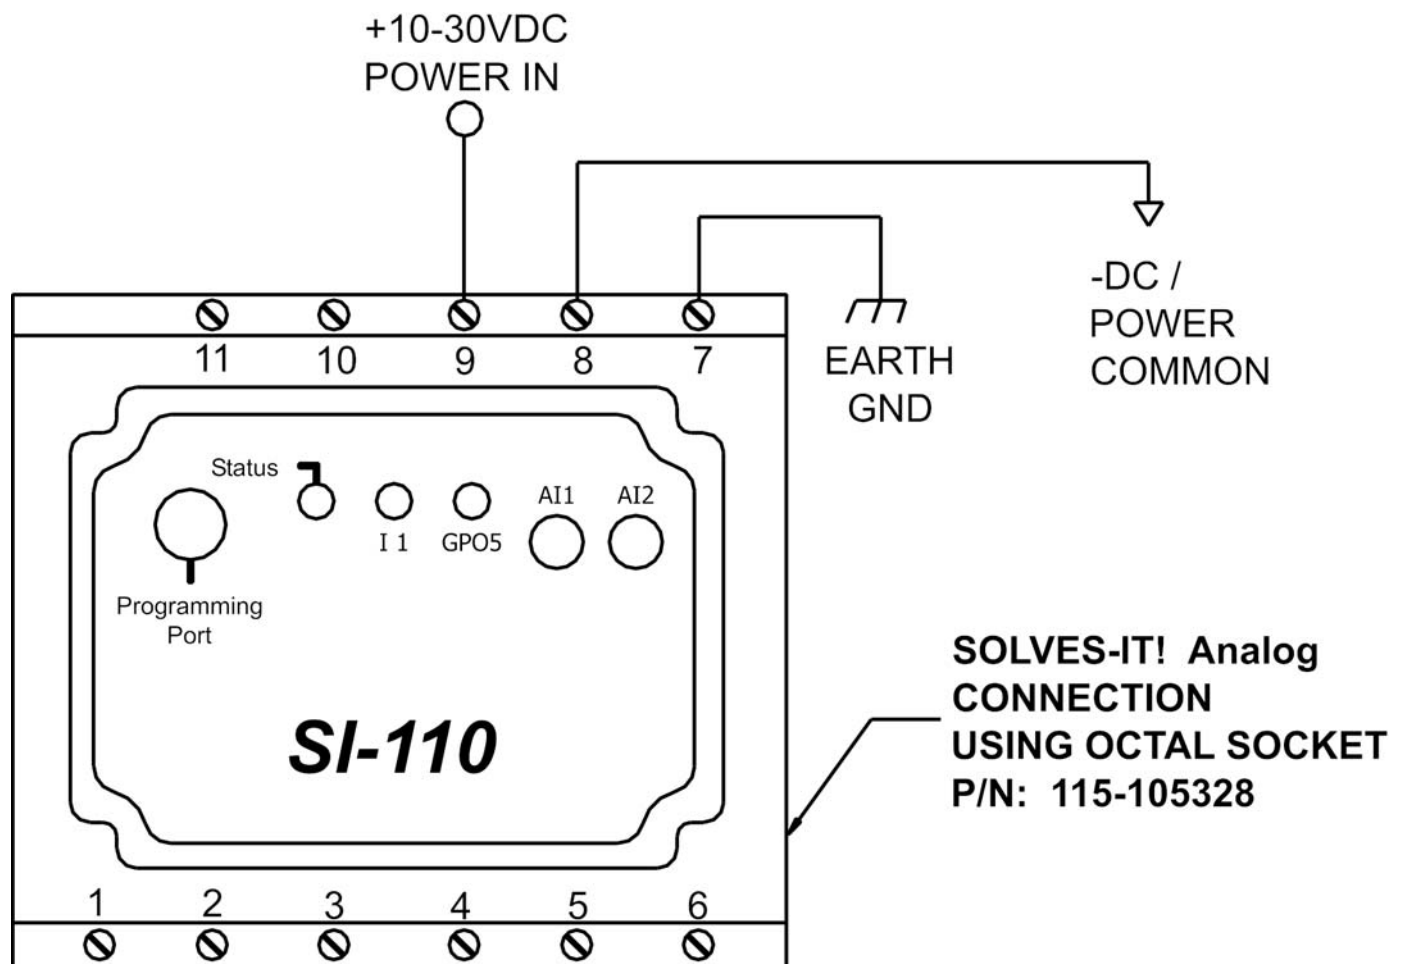 +10-30VDC
POWER IN
-DC /
POWER
COMMON
EARTH
GND
11 10 9 8 7
Status
I 1
GPO5
AI1
AI2
Programming
Port
SI-110
SOLVES-IT! Analog
CONNECTION
USING OCTAL SOCKET
P/N: 115-105328
1 2 3 4 5 6